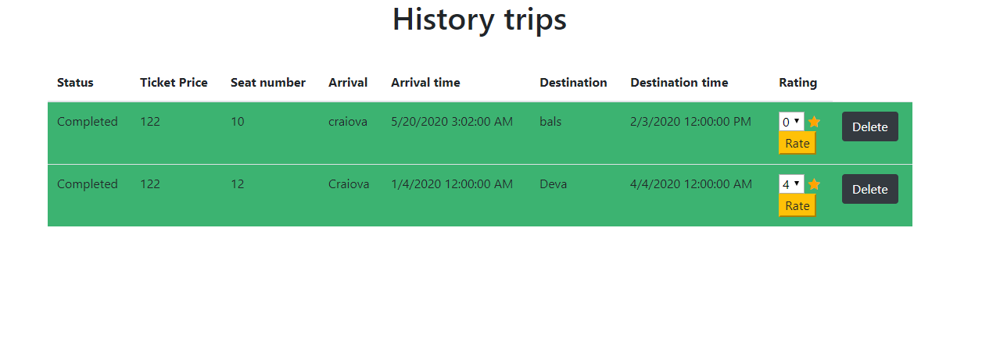 History trips
Status Ticket Price Seat number Arrival Arrival time Destination Destination time Rating
Completed 122 10 craiova 5/20/2020 3:02:00 AM bals 2/3/2020 12:00:00 PM 0 Delete
Rate
Completed 122 12 Craiova 1/4/2020 12:00:00 AM Deva 4/4/2020 12:00:00 AM 4 Delete
Rate